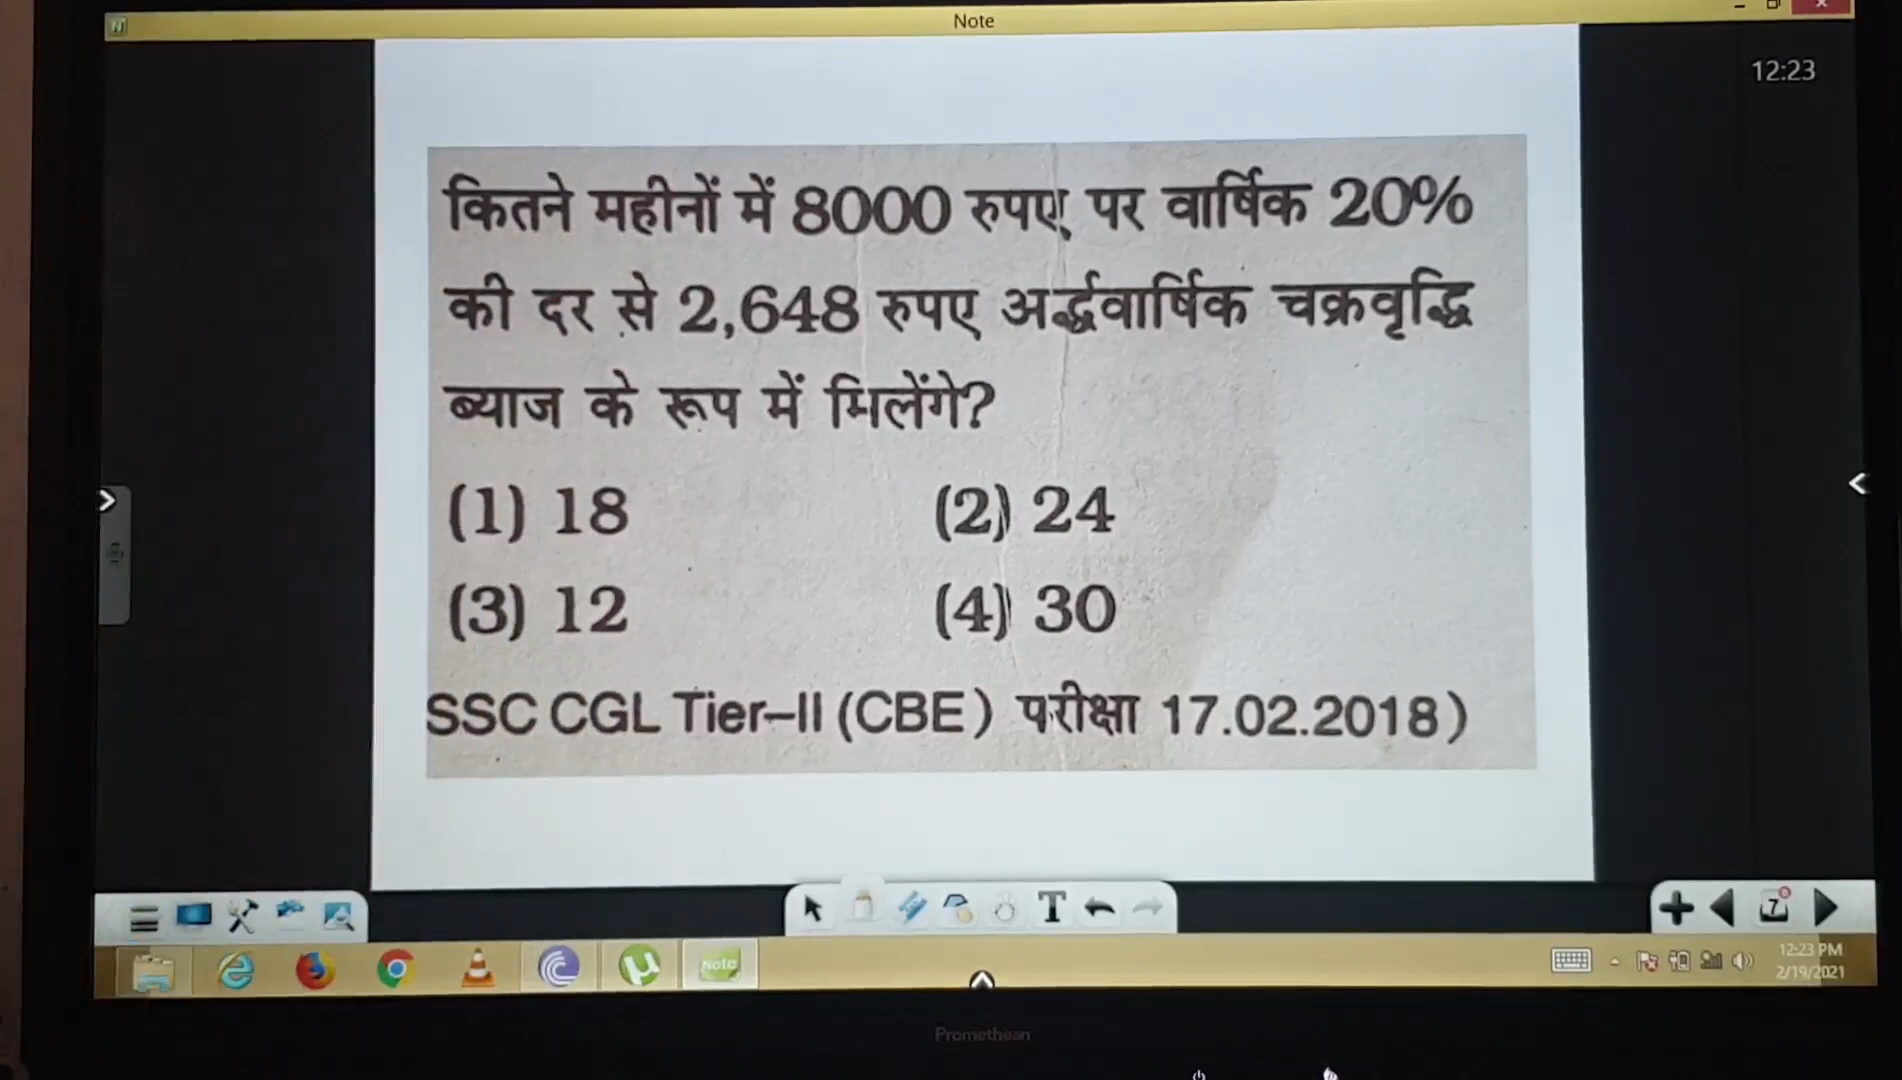 Note
12:23
कितने महीनों में 8000 रुपए पर वार्षिक 20%
की दर से 2,648 रुपए अर्द्धवार्षिक चक्रवृद्धि
ब्याज के रूप में मिलेंगे?
(1) 18 (2) 24
(3) 12 (4) 30
SSC CGL Tier-II (CBE) परीक्षा 17.02.2018)
T
7
Note
12:23 PM
2/19/2021
Promethean